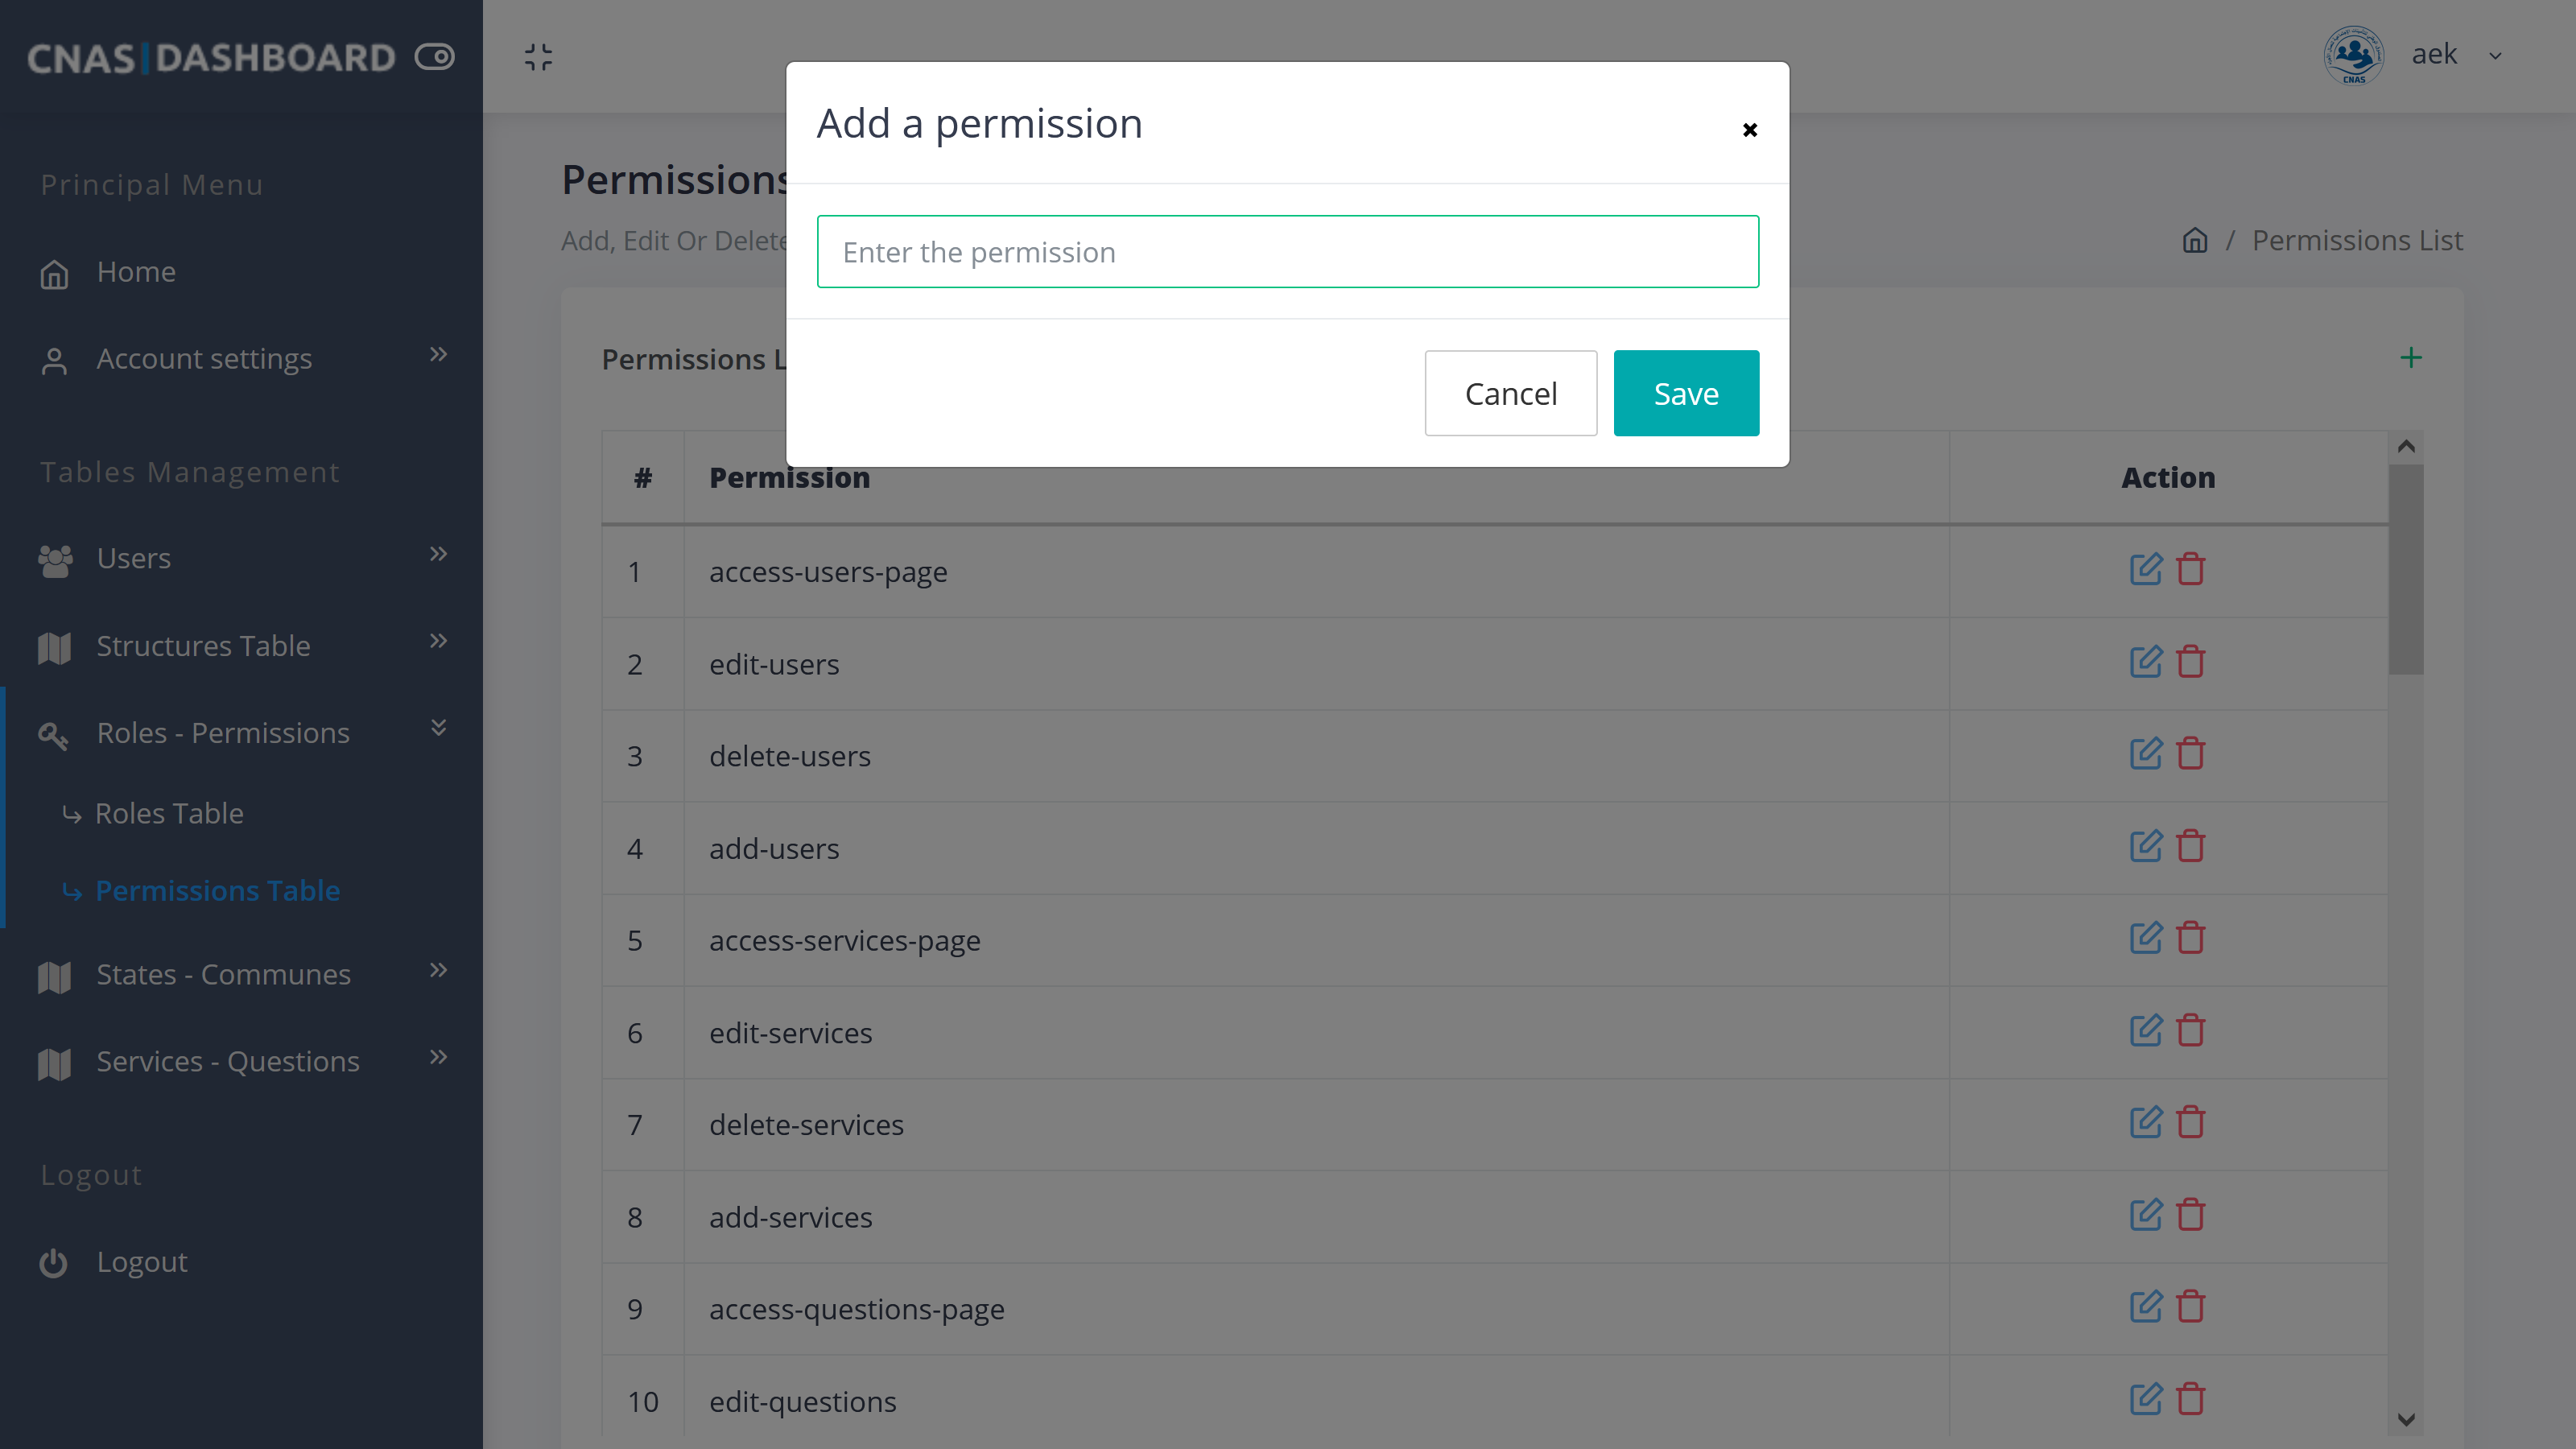 CNAS|DASHBOARD
aek
CNAS
Principal Menu
Home
Account settings
Tables Management
Users
Structures Table
Roles - Permissions
Roles Table
Permissions Table
States - Communes
Services - Questions
Logout
Logout
Add a permission
Enter the permission
Cancel
Save
Permissions
Add, Edit Or Delete
/ Permissions List
Permissions L
# Permission Action
1 access-users-page
2 edit-users
3 delete-users
4 add-users
5 access-services-page
6 edit-services
7 delete-services
8 add-services
9 access-questions-page
10 edit-questions